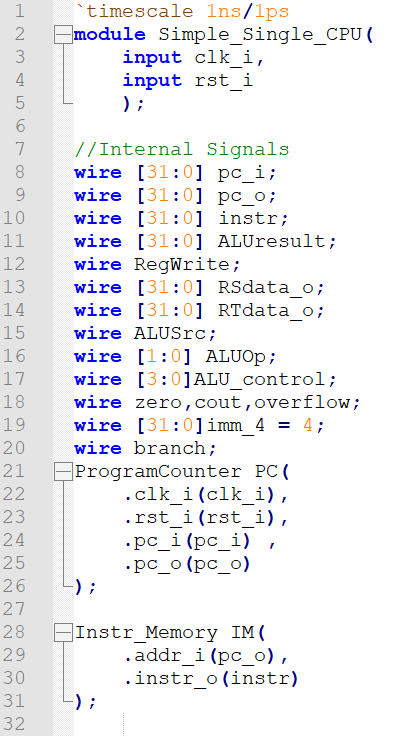 1 `timescale 1ns/1ps
2 module Simple_Single_CPU(
3     input clk_i,
4     input rst_i
5     );
6
7 //Internal Signals
8 wire [31:0] pc_i;
9 wire [31:0] pc_o;
10 wire [31:0] instr;
11 wire [31:0] ALUresult;
12 wire RegWrite;
13 wire [31:0] RSdata_o;
14 wire [31:0] RTdata_o;
15 wire ALUSrc;
16 wire [1:0] ALUOp;
17 wire [3:0]ALU_control;
18 wire zero,cout,overflow;
19 wire [31:0]imm_4 = 4;
20 wire branch;
21 ProgramCounter PC(
22     .clk_i(clk_i),
23     .rst_i(rst_i),
24     .pc_i(pc_i) ,
25     .pc_o(pc_o)
26 );
27
28 Instr_Memory IM(
29     .addr_i(pc_o),
30     .instr_o(instr)
31 );
32